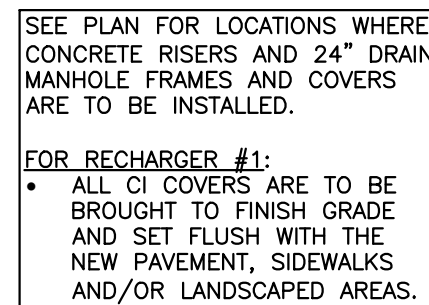 SEE PLAN FOR LOCATIONS WHERE
CONCRETE RISERS AND 24" DRAIN
MANHOLE FRAMES AND COVERS
ARE TO BE INSTALLED.
FOR RECHARGER #1:
• ALL CI COVERS ARE TO BE
BROUGHT TO FINISH GRADE
AND SET FLUSH WITH THE
NEW PAVEMENT, SIDEWALKS
AND/OR LANDSCAPED AREAS.